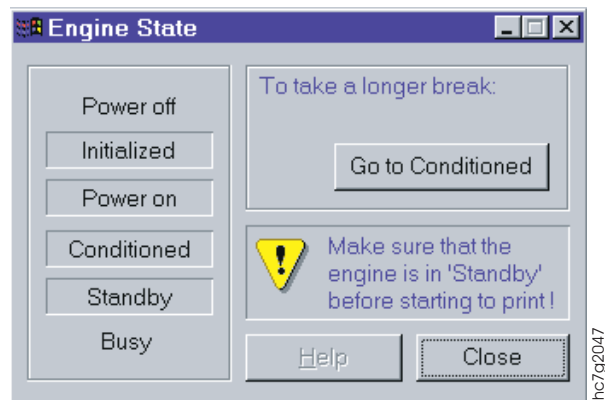 Engine State
Power off
Initialized
Power on
Conditioned
Standby
Busy
To take a longer break:
Go to Conditioned
Make sure that the
engine is in 'Standby'
before starting to print !
Help
Close
hc7g2047